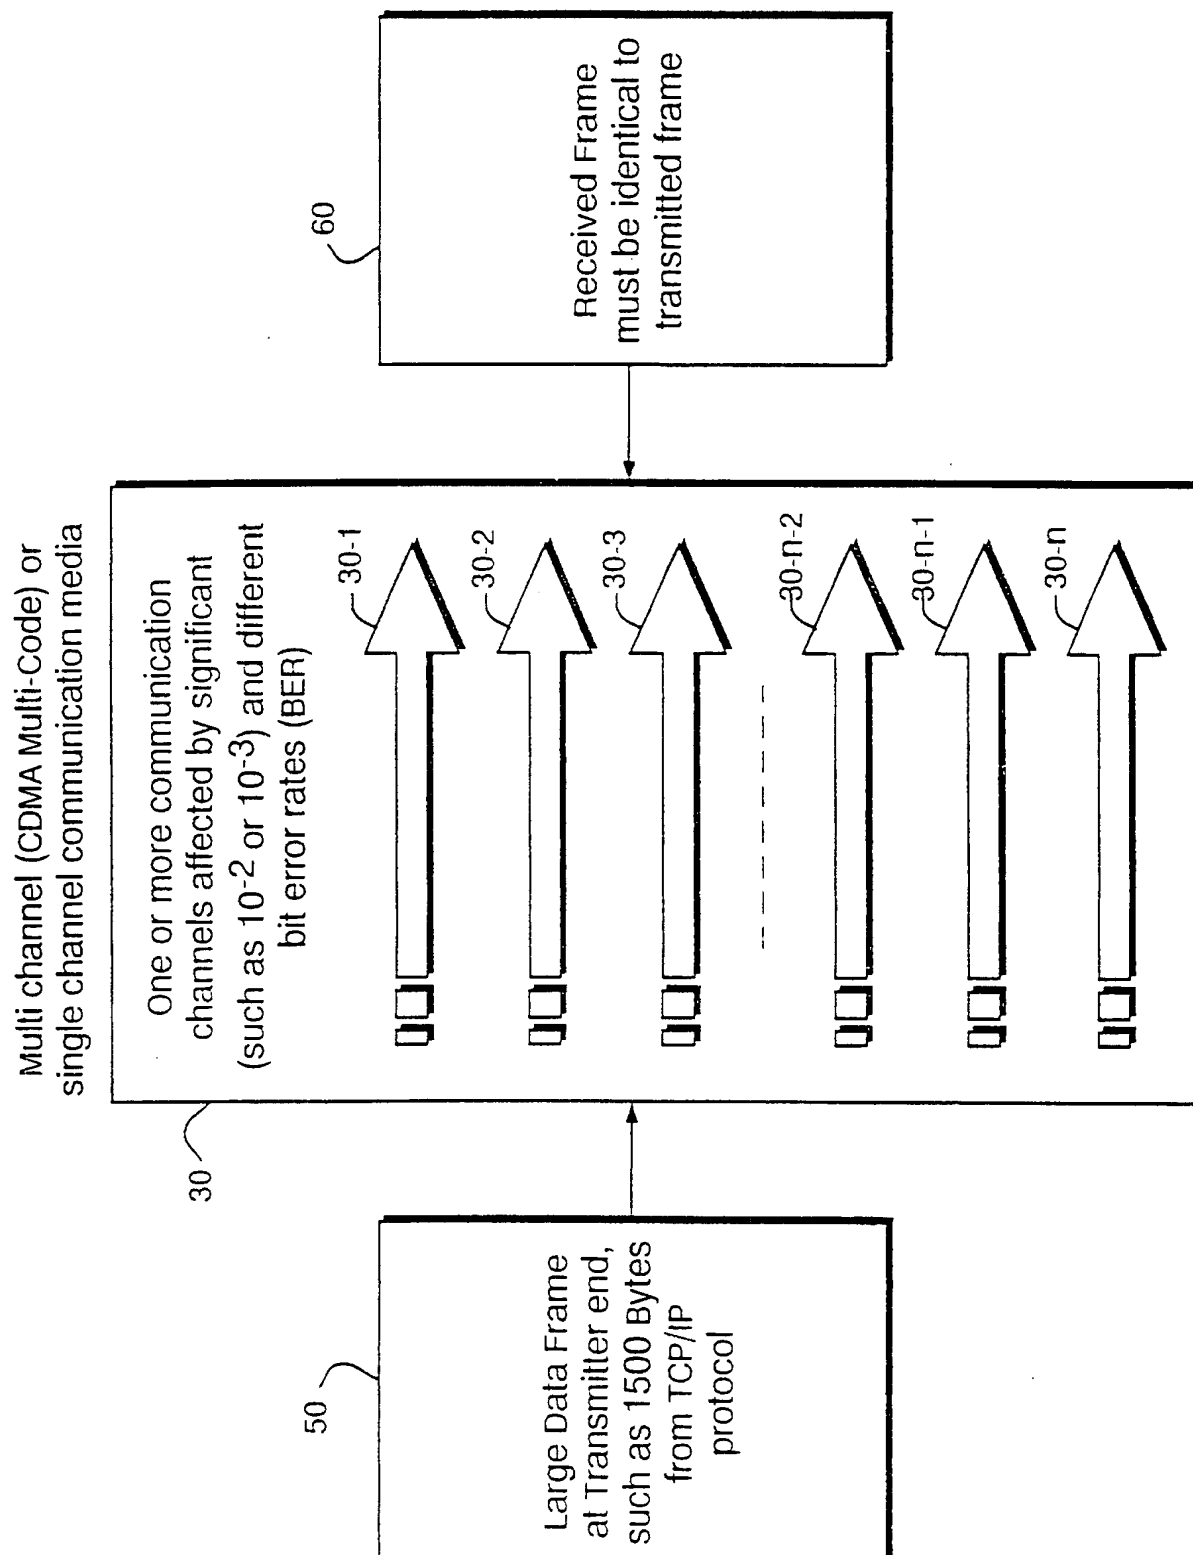 Multi channel (CDMA Multi-Code) or
single channel communication media
30
One or more communication
channels affected by significant
(such as 10-2 or 10-3) and different
bit error rates (BER)
30-1
30-2
30-3
30-n-2
30-n-1
30-n
50
Large Data Frame
at Transmitter end,
such as 1500 Bytes
from TCP/IP
protocol
60
Received Frame
must be identical to
transmitted frame